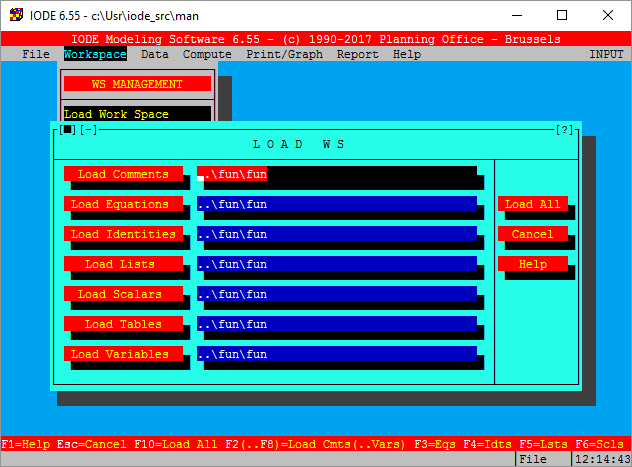 IODE 6.55 - c:\Usr\iode_src\man
IODE Modeling Software 6.55 - (c) 1990-2017 Planning Office - Brussels
File Workspace Data Compute Print/Graph Report Help INPUT
WS MANAGEMENT
Load Work Space
[■][-] [?]
L O A D W S
Load Comments ..\fun\fun
Load Equations ..\fun\fun Load All
Load Identities ..\fun\fun Cancel
Load Lists ..\fun\fun Help
Load Scalars ..\fun\fun
Load Tables ..\fun\fun
Load Variables ..\fun\fun
F1=Help Esc=Cancel F10=Load All F2(..F8)=Load Cmts(..Vars) F3=Eqs F4=Idts F5=Lsts F6=Scls
File 12:14:43